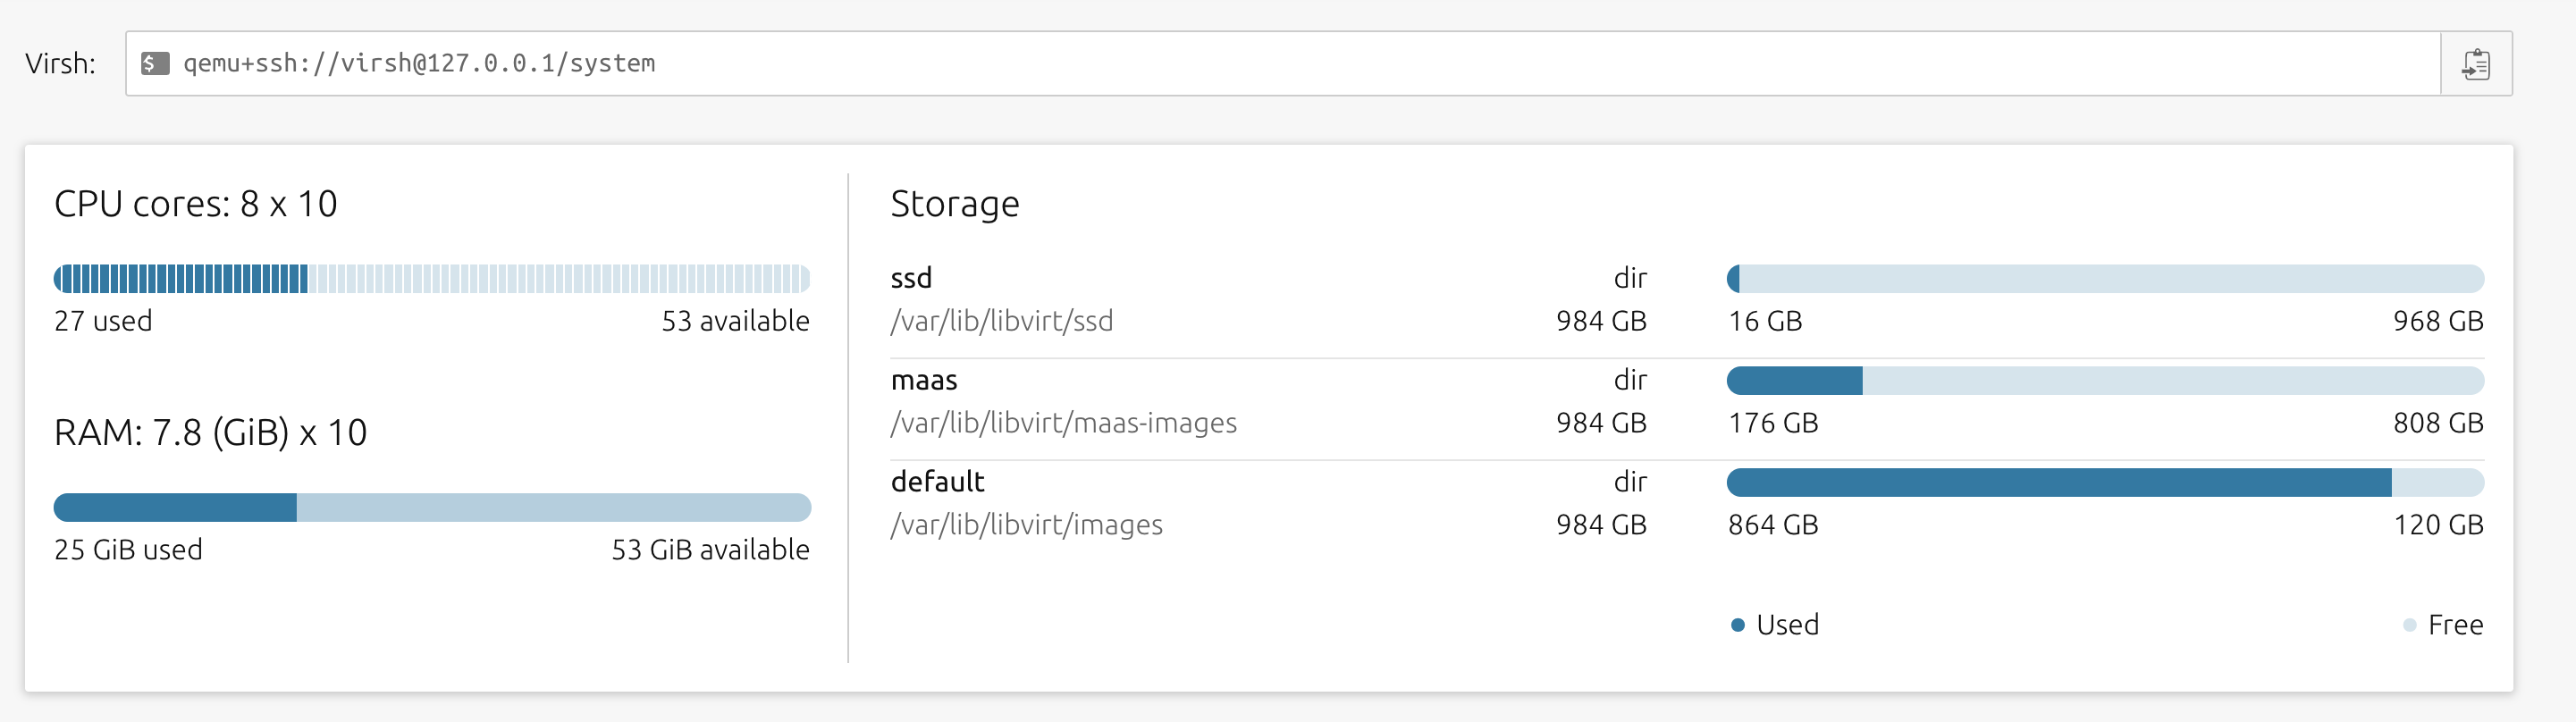 Virsh: $ qemu+ssh://virsh@127.0.0.1/system
CPU cores: 8 x 10
27 used 53 available
RAM: 7.8 (GiB) x 10
25 GiB used 53 GiB available
Storage
ssd dir
/var/lib/libvirt/ssd 984 GB 16 GB 968 GB
maas dir
/var/lib/libvirt/maas-images 984 GB 176 GB 808 GB
default dir
/var/lib/libvirt/images 984 GB 864 GB 120 GB
Used Free